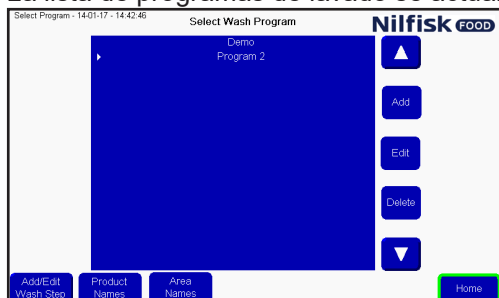 La lista de programas de lavado se actual
Select Program - 14-01-17 - 14:42:46
Select Wash Program
Nilfisk FOOD
Demo
Program 2
Add
Edit
Delete
Add/Edit
Wash Step
Product
Names
Area
Names
Home